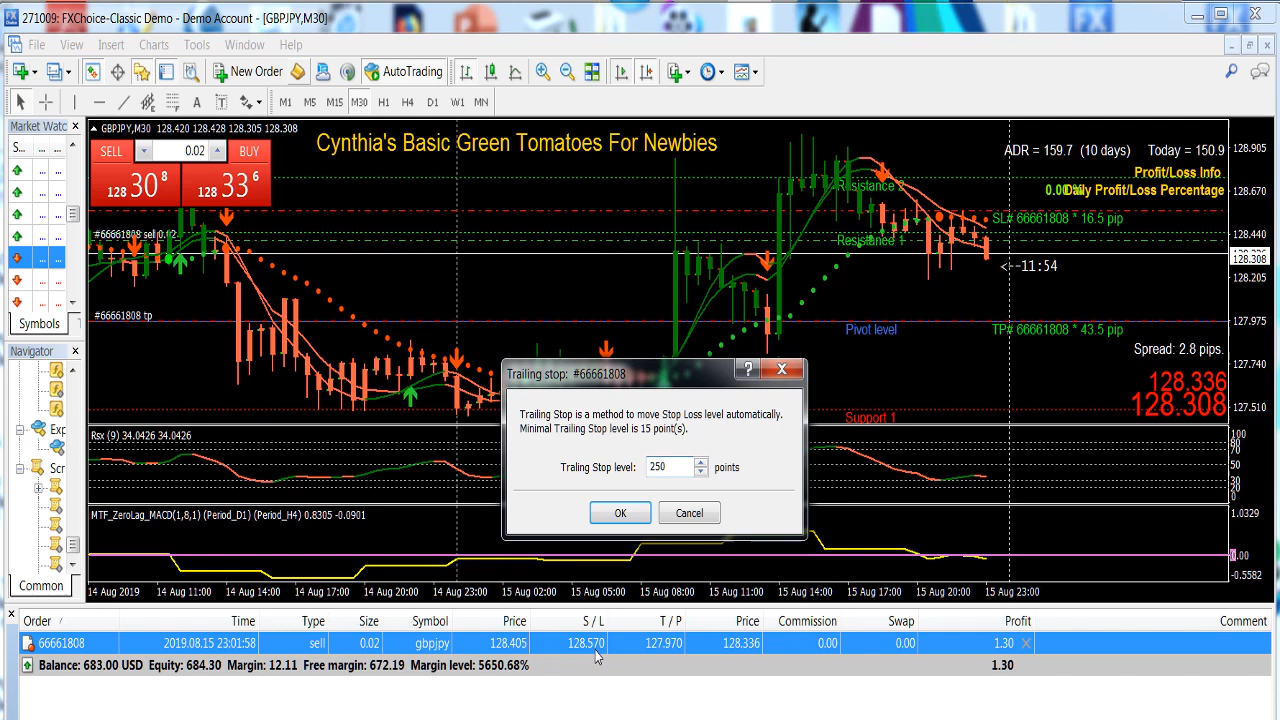 271009: FXChoice-Classic Demo - Demo Account - [GBPJPY,M30]
File View Insert Charts Tools Window Help
New Order AutoTrading
A T M1 M5 M15 M30 H1 H4 D1 W1 MN
Market Watc
S... ... ...
Symbols
Navigator
Exp
Scr
Common
GBPJPY,M30 128.420 128.428 128.305 128.308
SELL 0.02 BUY
128 30 8 128 33 6
Cynthia's Basic Green Tomatoes For Newbies
ADR = 159.7 (10 days) Today = 150.9
Profit/Loss Info
0.00% Daily Profit/Loss Percentage
Resistance 2
SL# 66661808 * 16.5 pip
#66661808 sell 0.02
Resistance 1
<--11:54
#66661808 tp
Pivot level
TP# 66661808 * 43.5 pip
Spread: 2.8 pips.
128.336
128.308
Support 1
128.905
128.670
128.440
128.308
128.205
127.975
127.740
127.510
Trailing stop: #66661808
Trailing Stop is a method to move Stop Loss level automatically.
Minimal Trailing Stop level is 15 point(s).
Traling Stop level: 250 points
OK Cancel
Rsx (9) 34.0426 34.0426
100
70
50
30
0
MTF_ZeroLag_MACD(1,8,1) (Period_D1) (Period_H4) 0.8305 -0.0901
1.0329
-0.5582
14 Aug 2019 14 Aug 11:00 14 Aug 14:00 14 Aug 17:00 14 Aug 20:00 14 Aug 23:00 15 Aug 02:00 15 Aug 05:00 15 Aug 08:00 15 Aug 11:00 15 Aug 14:00 15 Aug 17:00 15 Aug 20:00 15 Aug 23:00
Order Time Type Size Symbol Price S / L T / P Price Commission Swap Profit Comment
66661808 2019.08.15 23:01:58 sell 0.02 gbpjpy 128.405 128.570 127.970 128.336 0.00 0.00 1.30
Balance: 683.00 USD Equity: 684.30 Margin: 12.11 Free margin: 672.19 Margin level: 5650.68% 1.30